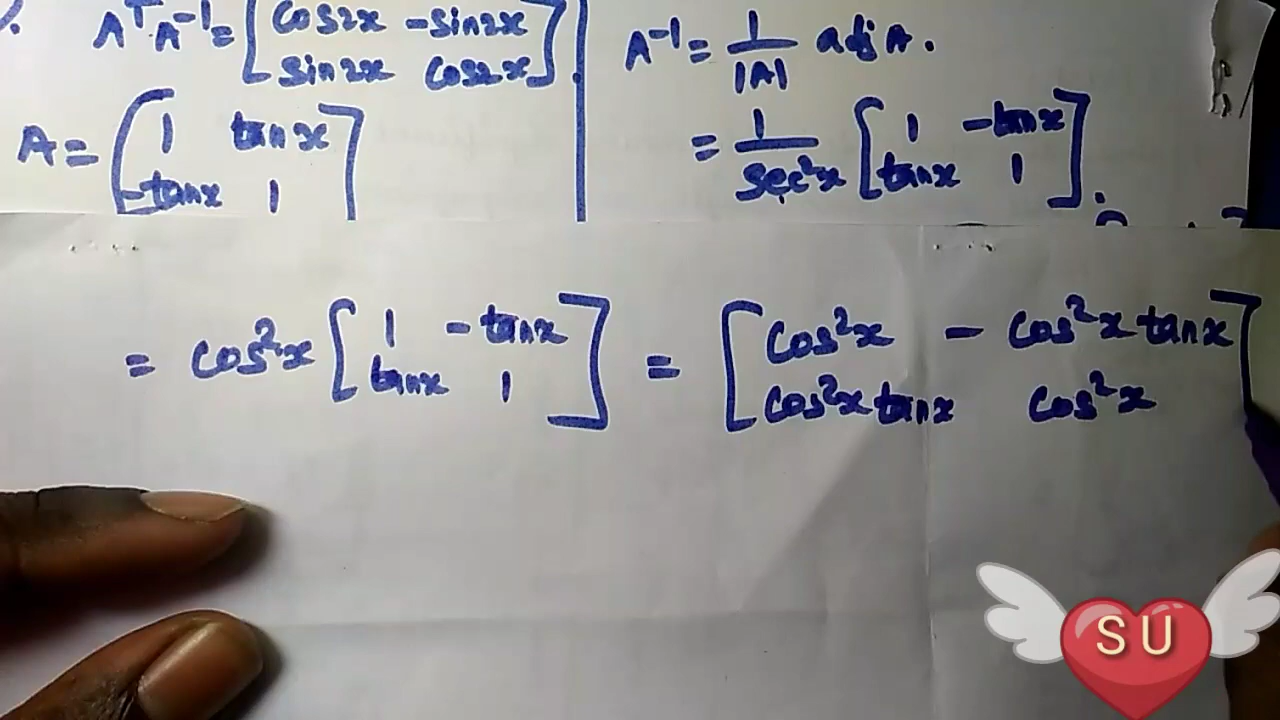 AᵀA⁻¹ = [cos2x -sin2x
sin2x cos2x].
A = [1 tanx
-tanx 1]
A⁻¹ = 1/|A| adj A.
= 1/sec²x [1 -tanx
tanx 1].
= cos²x [1 -tanx
tanx 1] = [cos²x - cos²x tanx
cos²x tanx cos²x]
SU